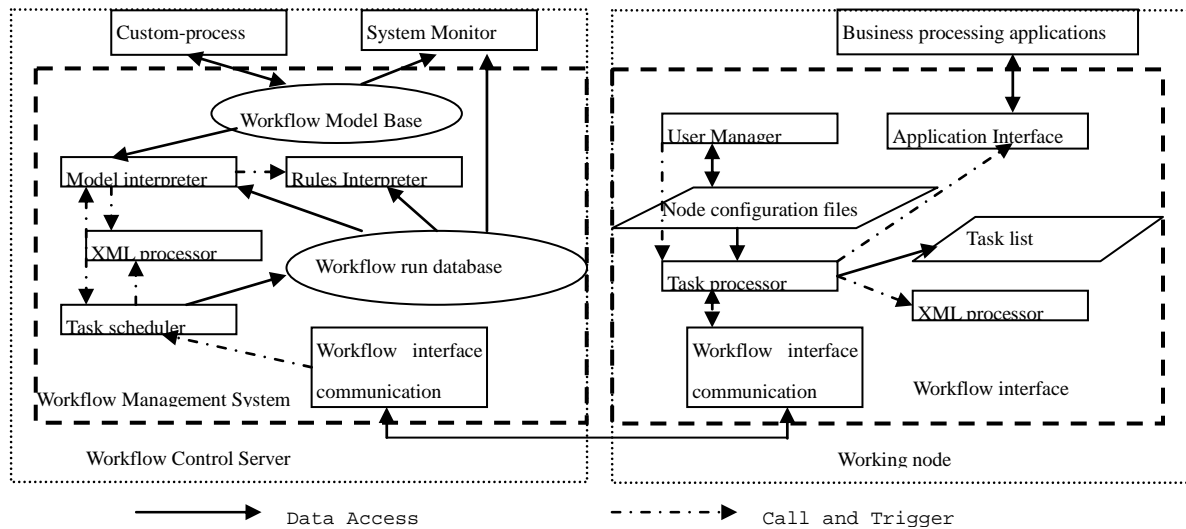 Custom-process
System Monitor
Business processing applications
Workflow Model Base
User Manager
Application Interface
Model interpreter
Rules Interpreter
Node configuration files
XML processor
Workflow run database
Task list
Task processor
Task scheduler
XML processor
Workflow interface
communication
Workflow interface
communication
Workflow Management System
Workflow interface
Workflow Control Server
Working node
Data Access
Call and Trigger